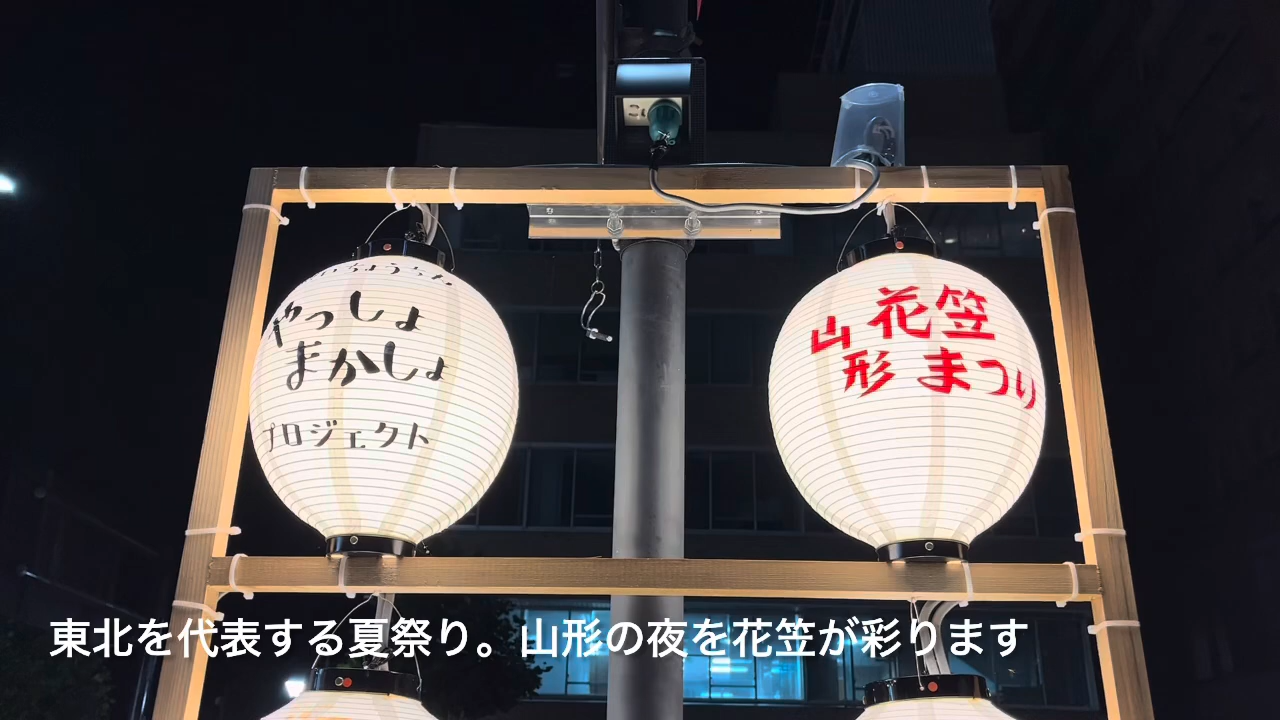 やっしょ
まかしょ
プロジェクト
花笠
山形 まつり
東北を代表する夏祭り。山形の夜を花笠が彩ります